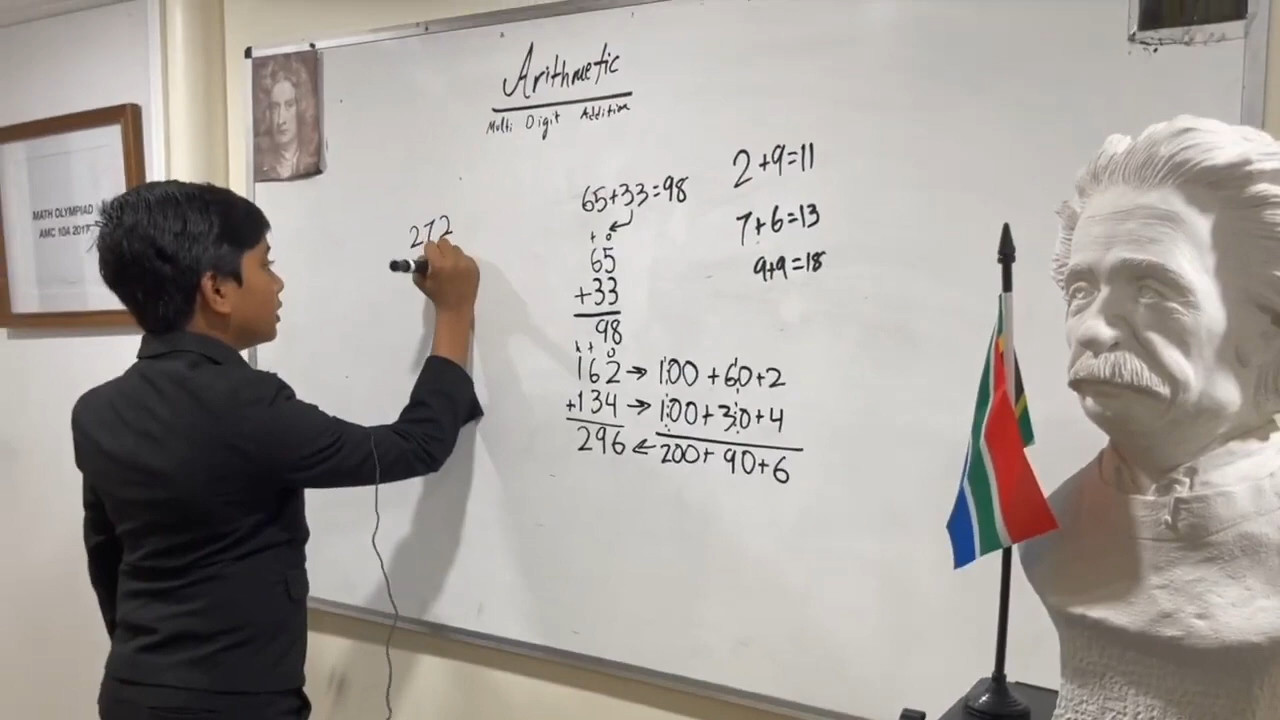 MATH OLYMPIAD
AMC 10A 2017
Arithmetic
Multi Digit Addition
272
65+33=98
t o
65
+33
98
h t o
162 → 100 + 60+2
+134 → 100+30+4
296 ← 200+ 90+6
2+9=11
7+6=13
9+9=18